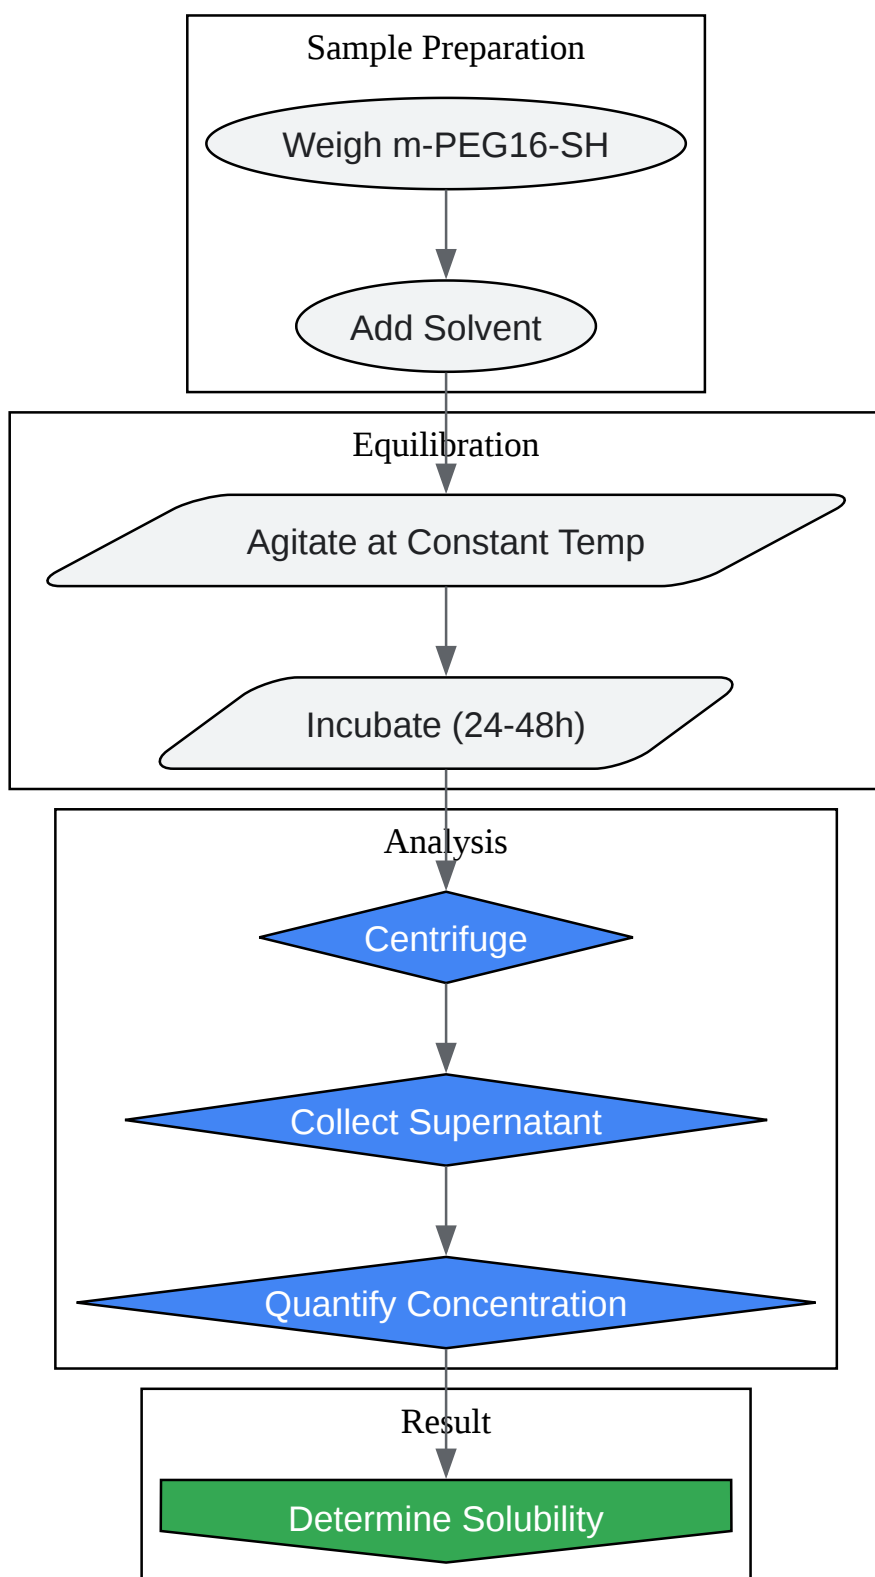 Sample Preparation
Weigh m-PEG16-SH
Add Solvent
Equilibration
Agitate at Constant Temp
Incubate (24-48h)
Analysis
Centrifuge
Collect Supernatant
Quantify Concentration
Result
Determine Solubility